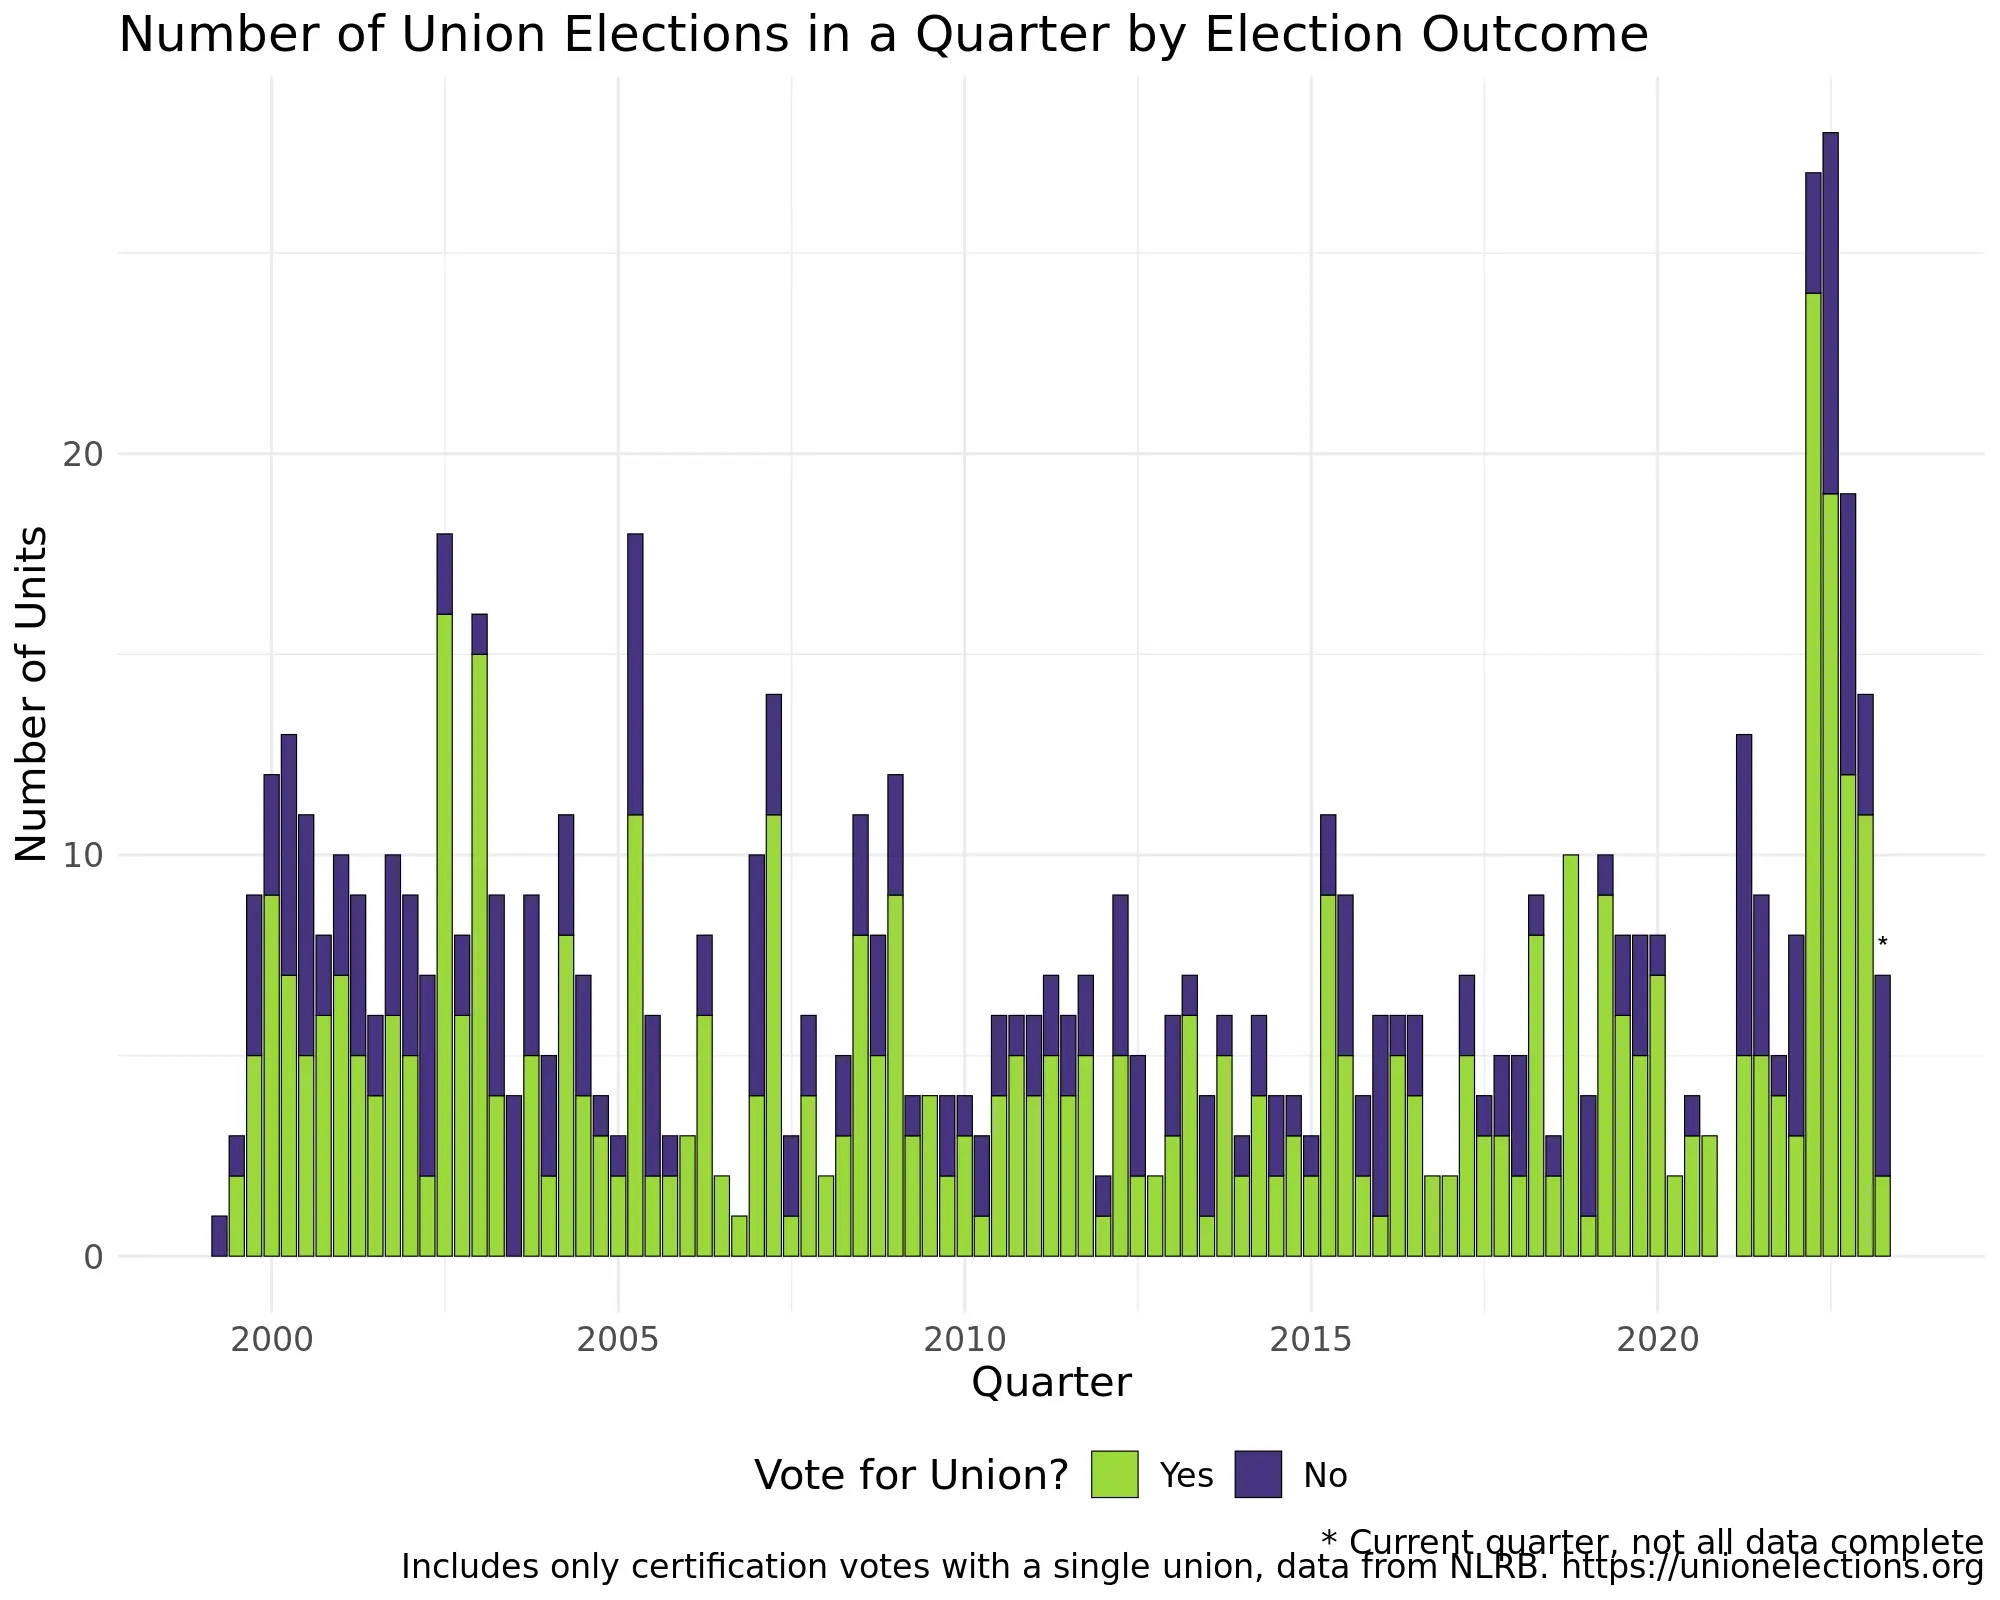 Number of Union Elections in a Quarter by Election Outcome
Number of Units
20
10
0
*
2000 2005 2010 2015 2020
Quarter
Vote for Union? Yes No
* Current quarter, not all data complete
Includes only certification votes with a single union, data from NLRB. https://unionelections.org